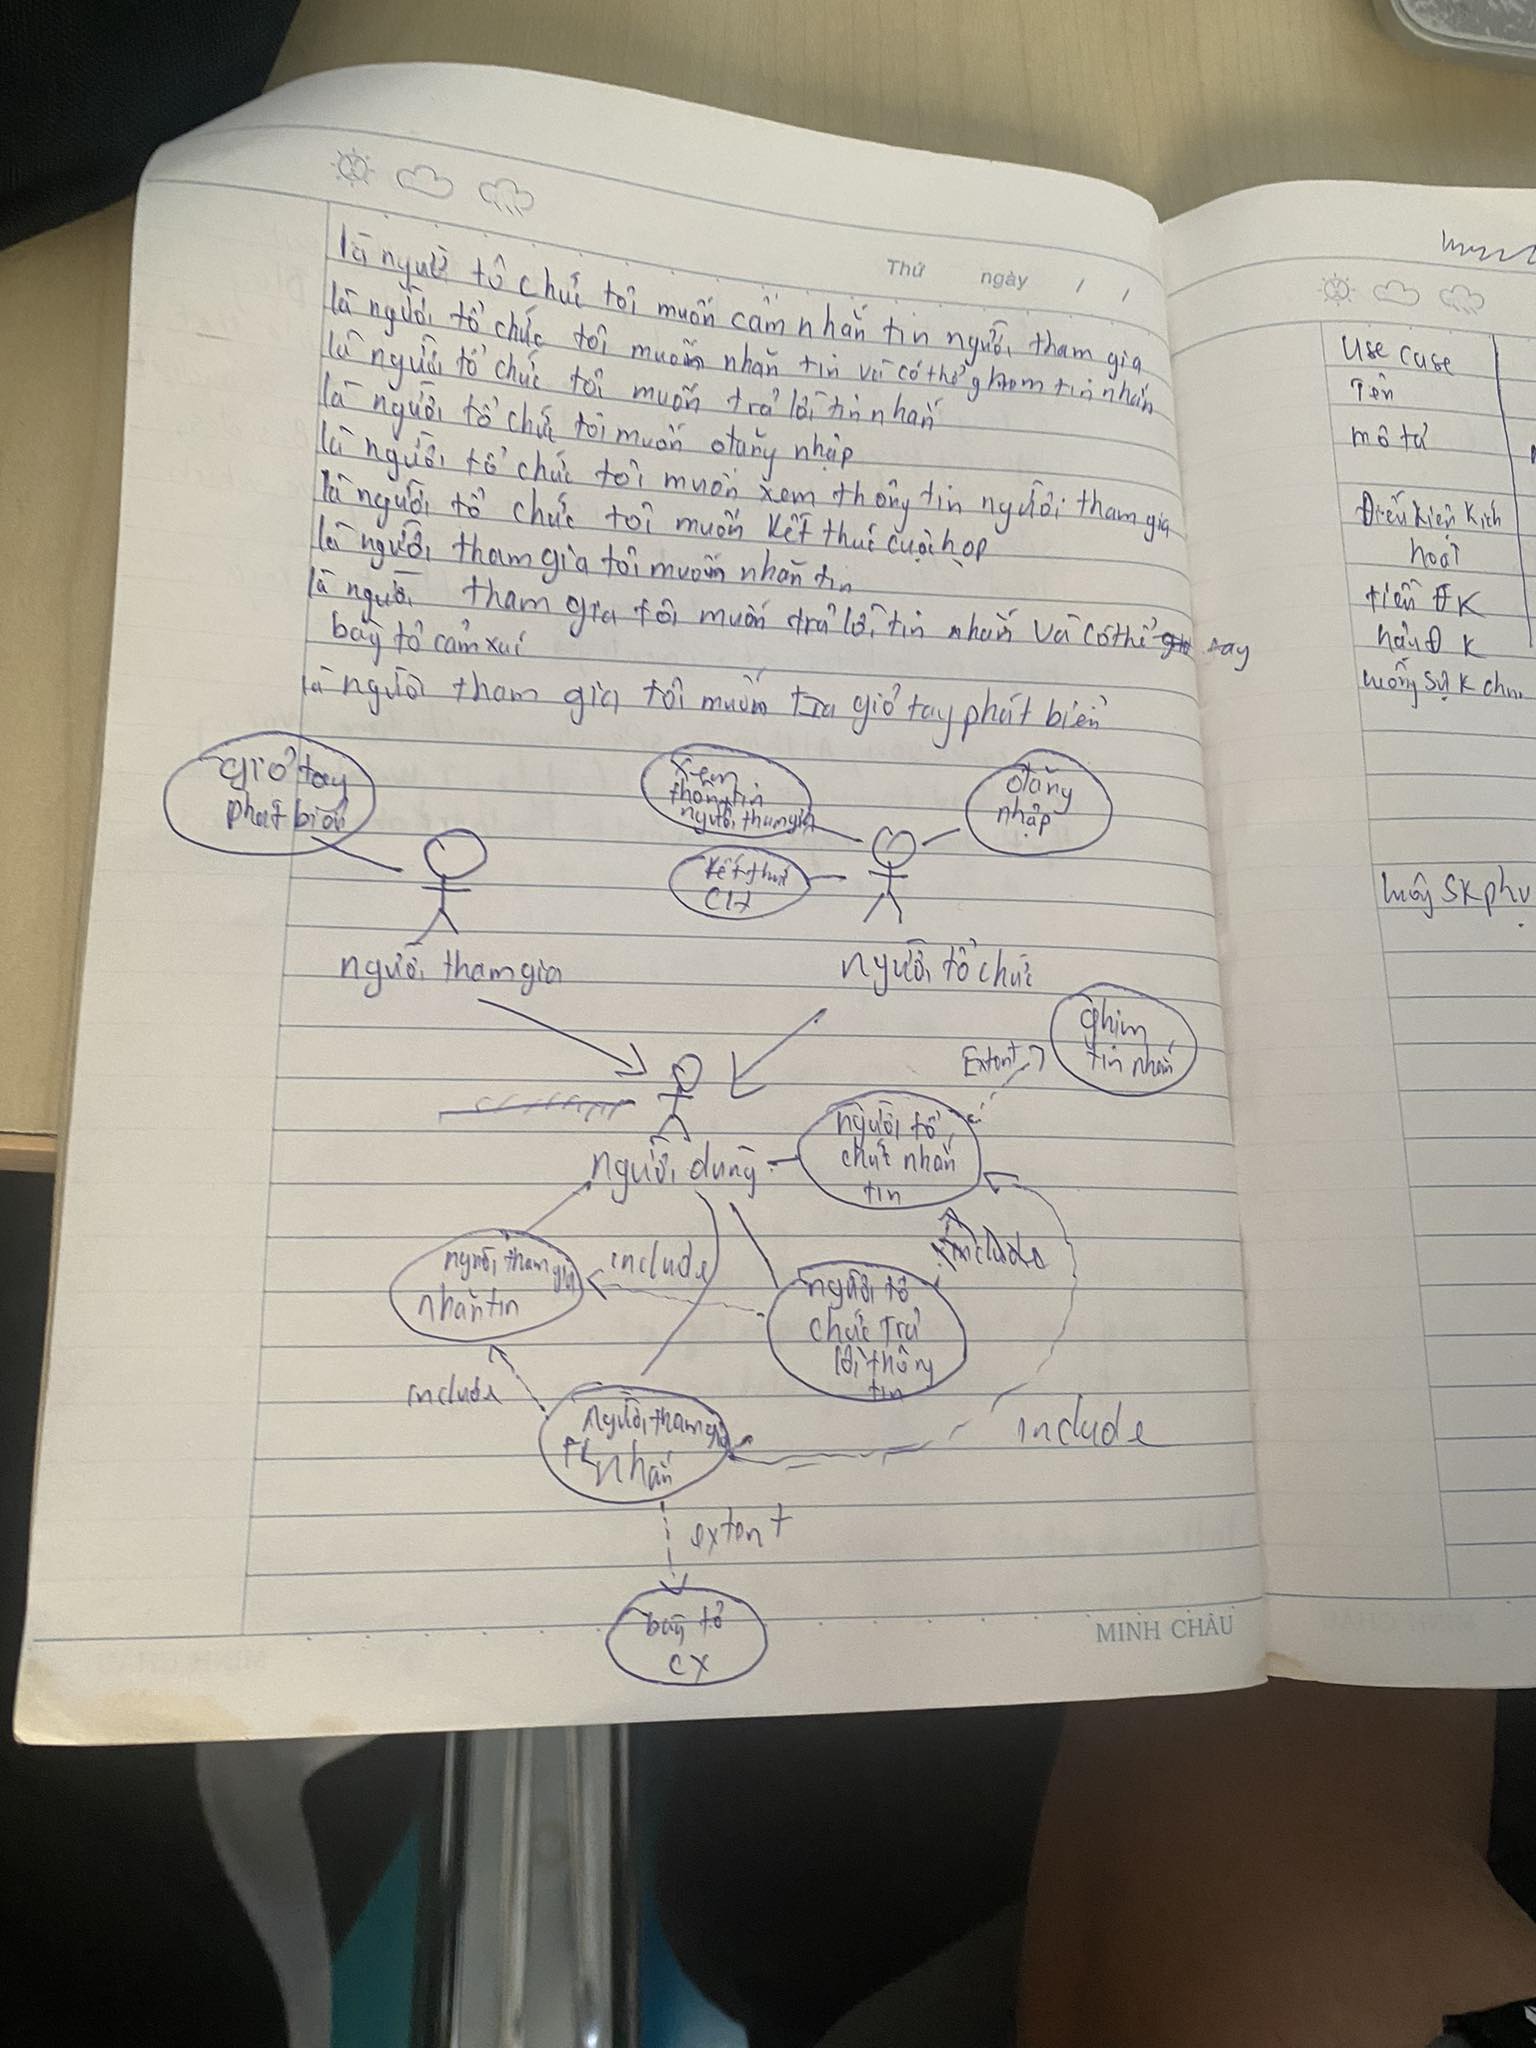 Thứ ngày / /
là người tổ chức tôi muốn cấm nhắn tin người tham gia
là người tổ chức tôi muốn nhắn tin và có thể ghim tin nhắn
là người tổ chức tôi muốn trả lời tin nhắn
là người tổ chức tôi muốn đăng nhập
là người tổ chức tôi muốn xem thông tin người tham gia
là người tổ chức tôi muốn kết thúc cuộc họp
là người tham gia tôi muốn nhắn tin
là người tham gia tôi muốn trả lời tin nhắn và có thể
bày tỏ cảm xúc
là người tham gia tôi muốn giơ tay phát biểu
giơ tay
phát biểu
xem
thông tin
người tham gia
đăng
nhập
kết thúc
người tham gia
người tổ chức
ghim
tin nhắn
Extent
người tổ
chức nhắn
tin
người dùng
include
người tham gia
nhắn tin
include
người tổ
chức trả
lời thông
tin
include
người tham gia
nhắn
include
extent
bày tỏ
cx
MINH CHÂU
Use case
Tên
mô tả
Điều kiện kích
hoạt
tiền ĐK
hậu ĐK
luồng sự K
luồng SK phụ